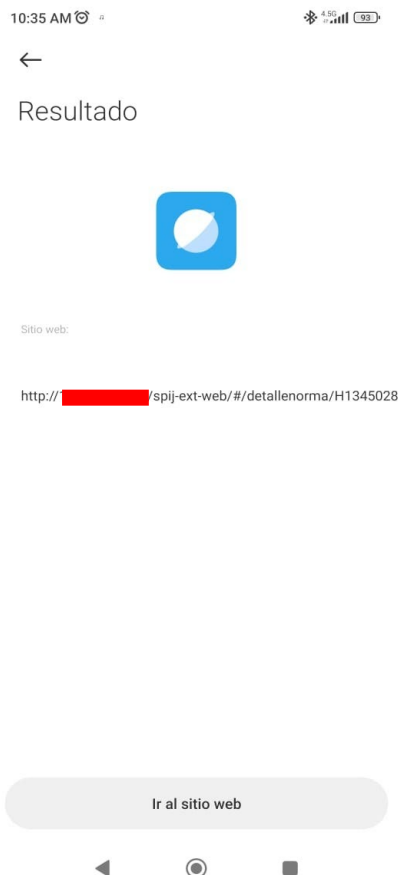 10:35 AM
4.5G
93
Resultado
Sitio web:
http:// /spij-ext-web/#/detallenorma/H1345028
Ir al sitio web